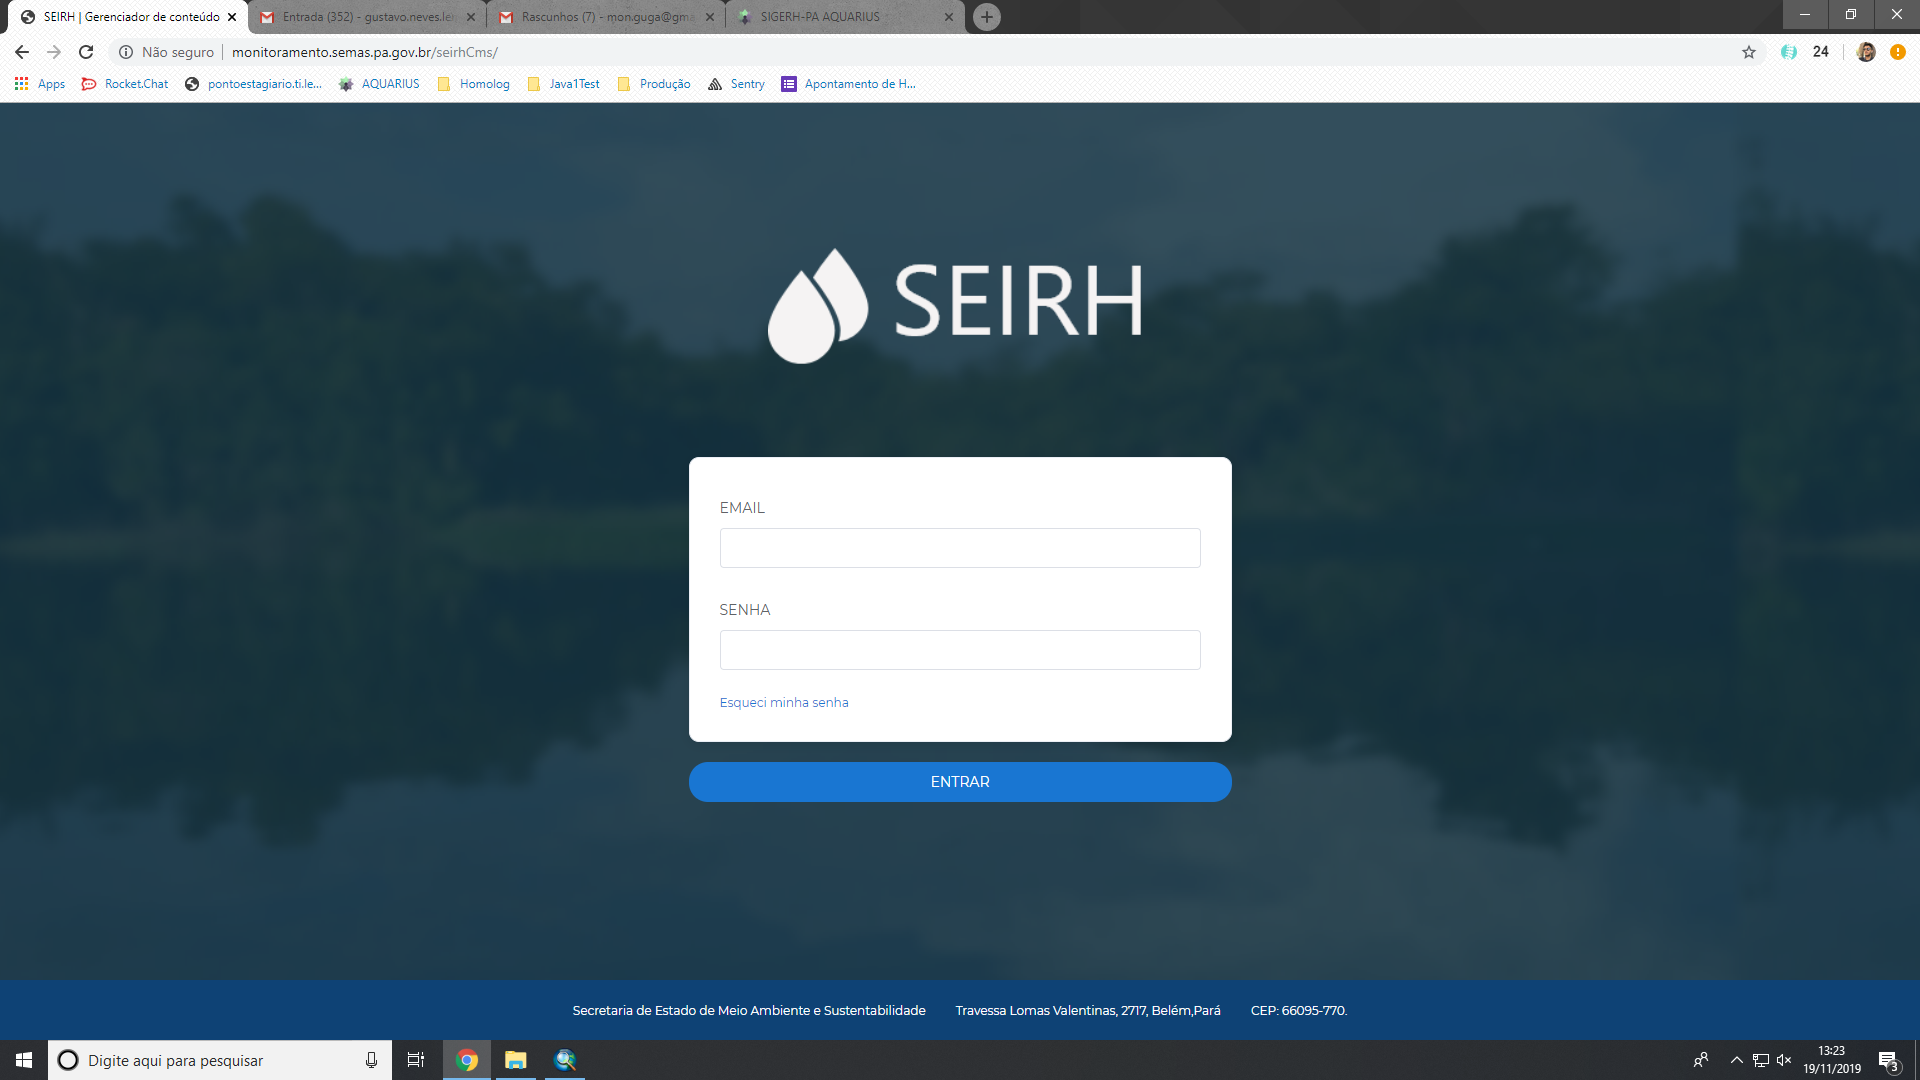 SEIRH | Gerenciador de conteúdo
Entrada (352) - gustavo.neves.le
Rascunhos (7) - mon.guga@gma
SIGERH-PA AQUARIUS
Não seguro
monitoramento.semas.pa.gov.br/seirhCms/
24
Apps
Rocket.Chat
pontoestagiario.ti.le...
AQUARIUS
Homolog
Java1Test
Produção
Sentry
Apontamento de H...
SEIRH
EMAIL
SENHA
Esqueci minha senha
ENTRAR
Secretaria de Estado de Meio Ambiente e Sustentabilidade
Travessa Lomas Valentinas, 2717, Belém,Pará
CEP: 66095-770.
Digite aqui para pesquisar
13:23
19/11/2019
3